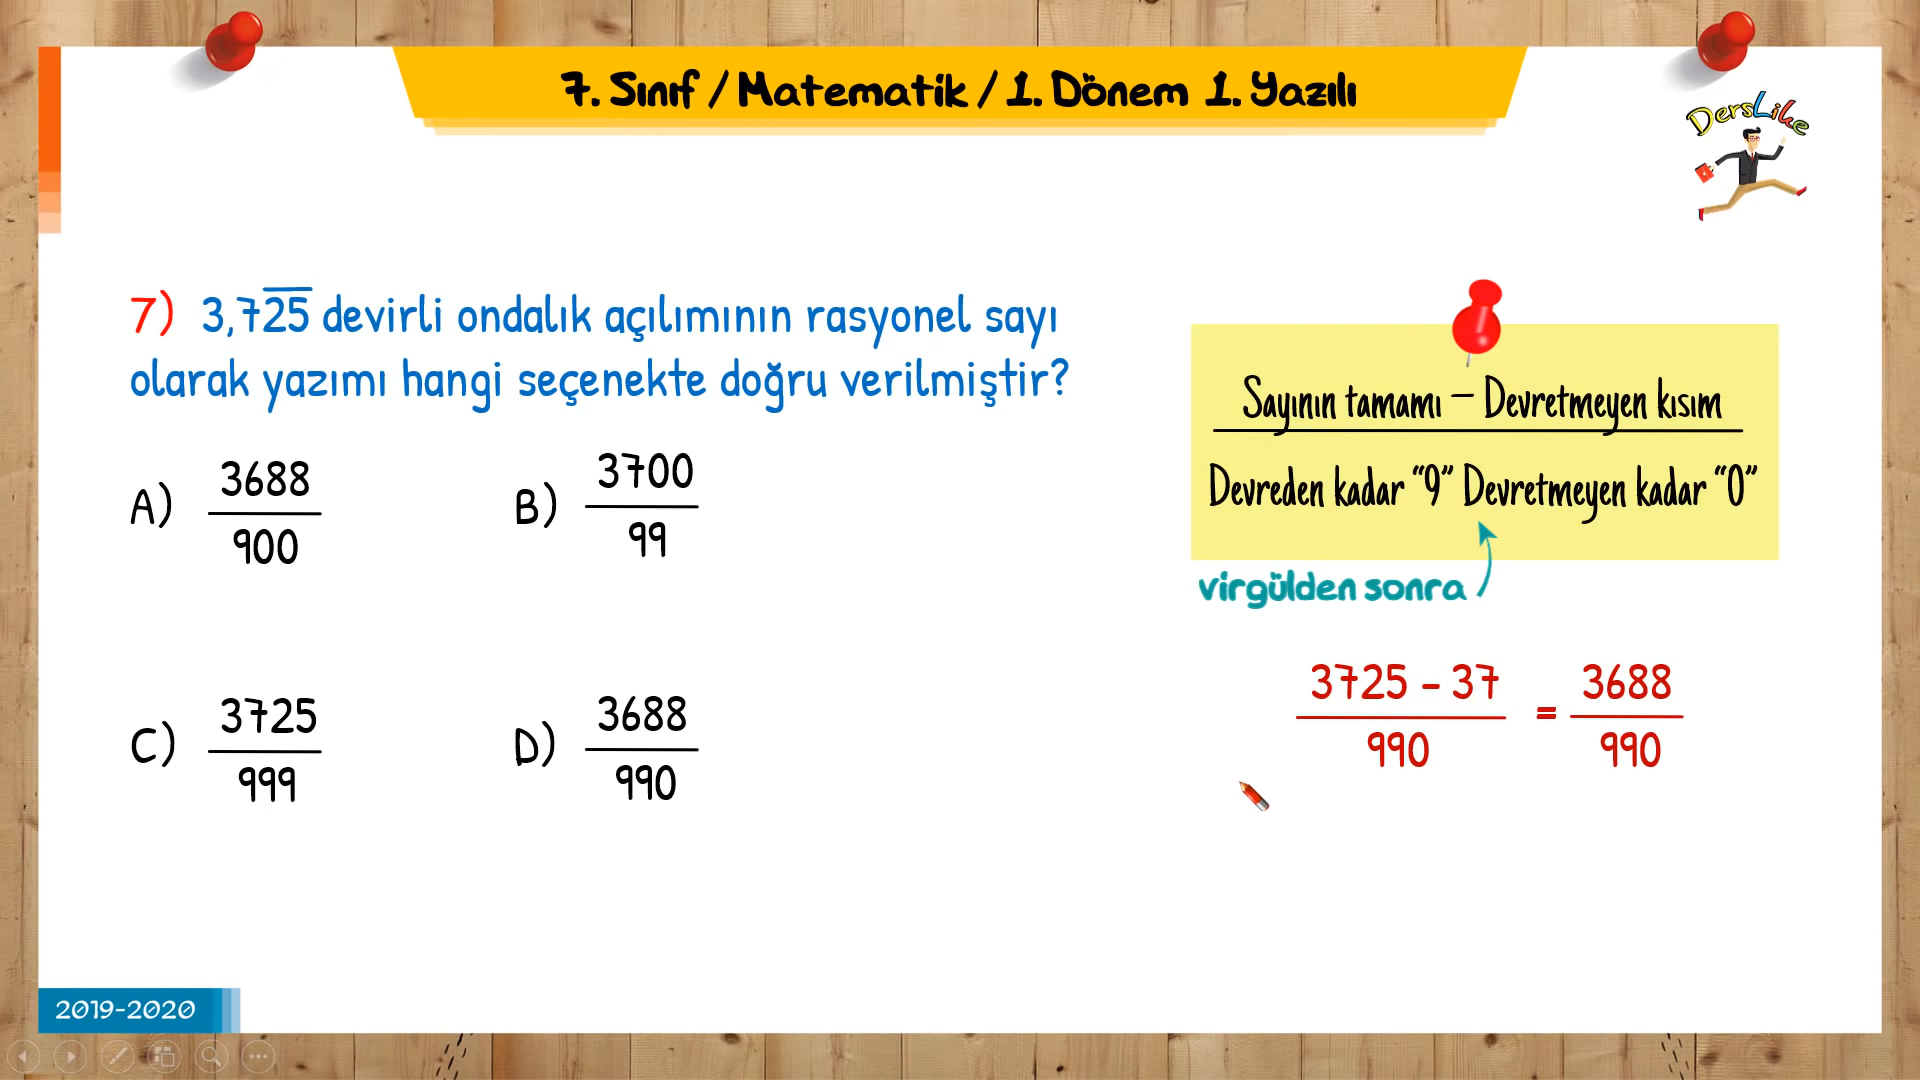 7. Sınıf / Matematik / 1. Dönem 1. Yazılı
DersLike
7) 3,72̅5̅ devirli ondalık açılımının rasyonel sayı
olarak yazımı hangi seçenekte doğru verilmiştir?
A) 3688/900
B) 3700/99
C) 3725/999
D) 3688/990
Sayının tamamı – Devretmeyen kısım
Devreden kadar “9” Devretmeyen kadar “0”
virgülden sonra
3725 - 37 / 990 = 3688 / 990
2019-2020